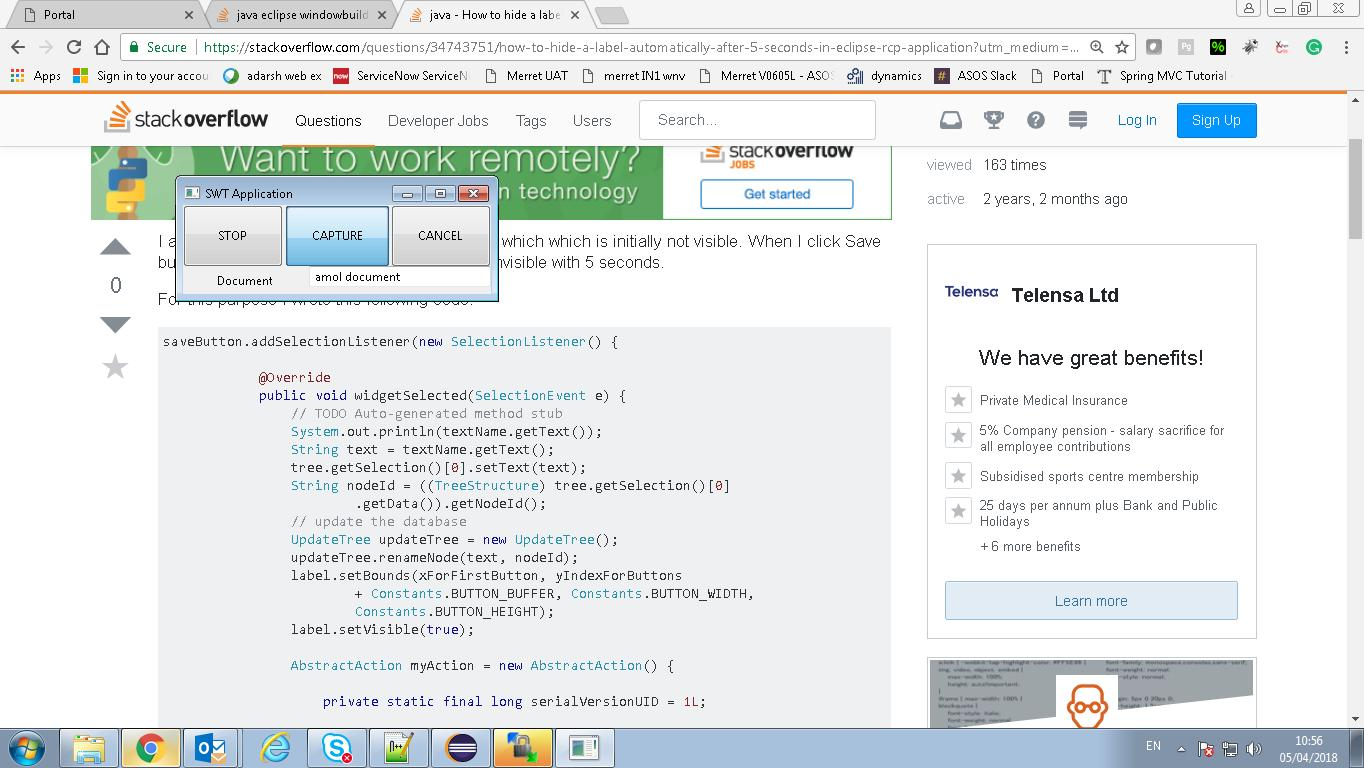 Portal
java eclipse windowbuild
java - How to hide a labe
Secure
https://stackoverflow.com/questions/34743751/how-to-hide-a-label-automatically-after-5-seconds-in-eclipse-rcp-application?utm_medium=...
Apps
Sign in to your accou
adarsh web ex
now
ServiceNow ServiceN
Merret UAT
merret IN1 wnv
Merret V0605L - ASOS
dynamics
ASOS Slack
Portal
Spring MVC Tutorial
stackoverflow
Questions
Developer Jobs
Tags
Users
Search...
Log In
Sign Up
Want to work remotely?
n technology
stackoverflow
JOBS
Get started
viewed 163 times
active 2 years, 2 months ago
SWT Application
STOP
CAPTURE
CANCEL
Document
amol document
I a which which is initially not visible. When I click Save
bu nvisible with 5 seconds.
0
For this purpose I wrote this following code.
saveButton.addSelectionListener(new SelectionListener() {
@Override
public void widgetSelected(SelectionEvent e) {
// TODO Auto-generated method stub
System.out.println(textName.getText());
String text = textName.getText();
tree.getSelection()[0].setText(text);
String nodeId = ((TreeStructure) tree.getSelection()[0]
.getData()).getNodeId();
// update the database
UpdateTree updateTree = new UpdateTree();
updateTree.renameNode(text, nodeId);
label.setBounds(xForFirstButton, yIndexForButtons
+ Constants.BUTTON_BUFFER, Constants.BUTTON_WIDTH,
Constants.BUTTON_HEIGHT);
label.setVisible(true);
AbstractAction myAction = new AbstractAction() {
private static final long serialVersionUID = 1L;
Telensa
Telensa Ltd
We have great benefits!
Private Medical Insurance
5% Company pension - salary sacrifice for
all employee contributions
Subsidised sports centre membership
25 days per annum plus Bank and Public
Holidays
+ 6 more benefits
Learn more
EN
10:56
05/04/2018